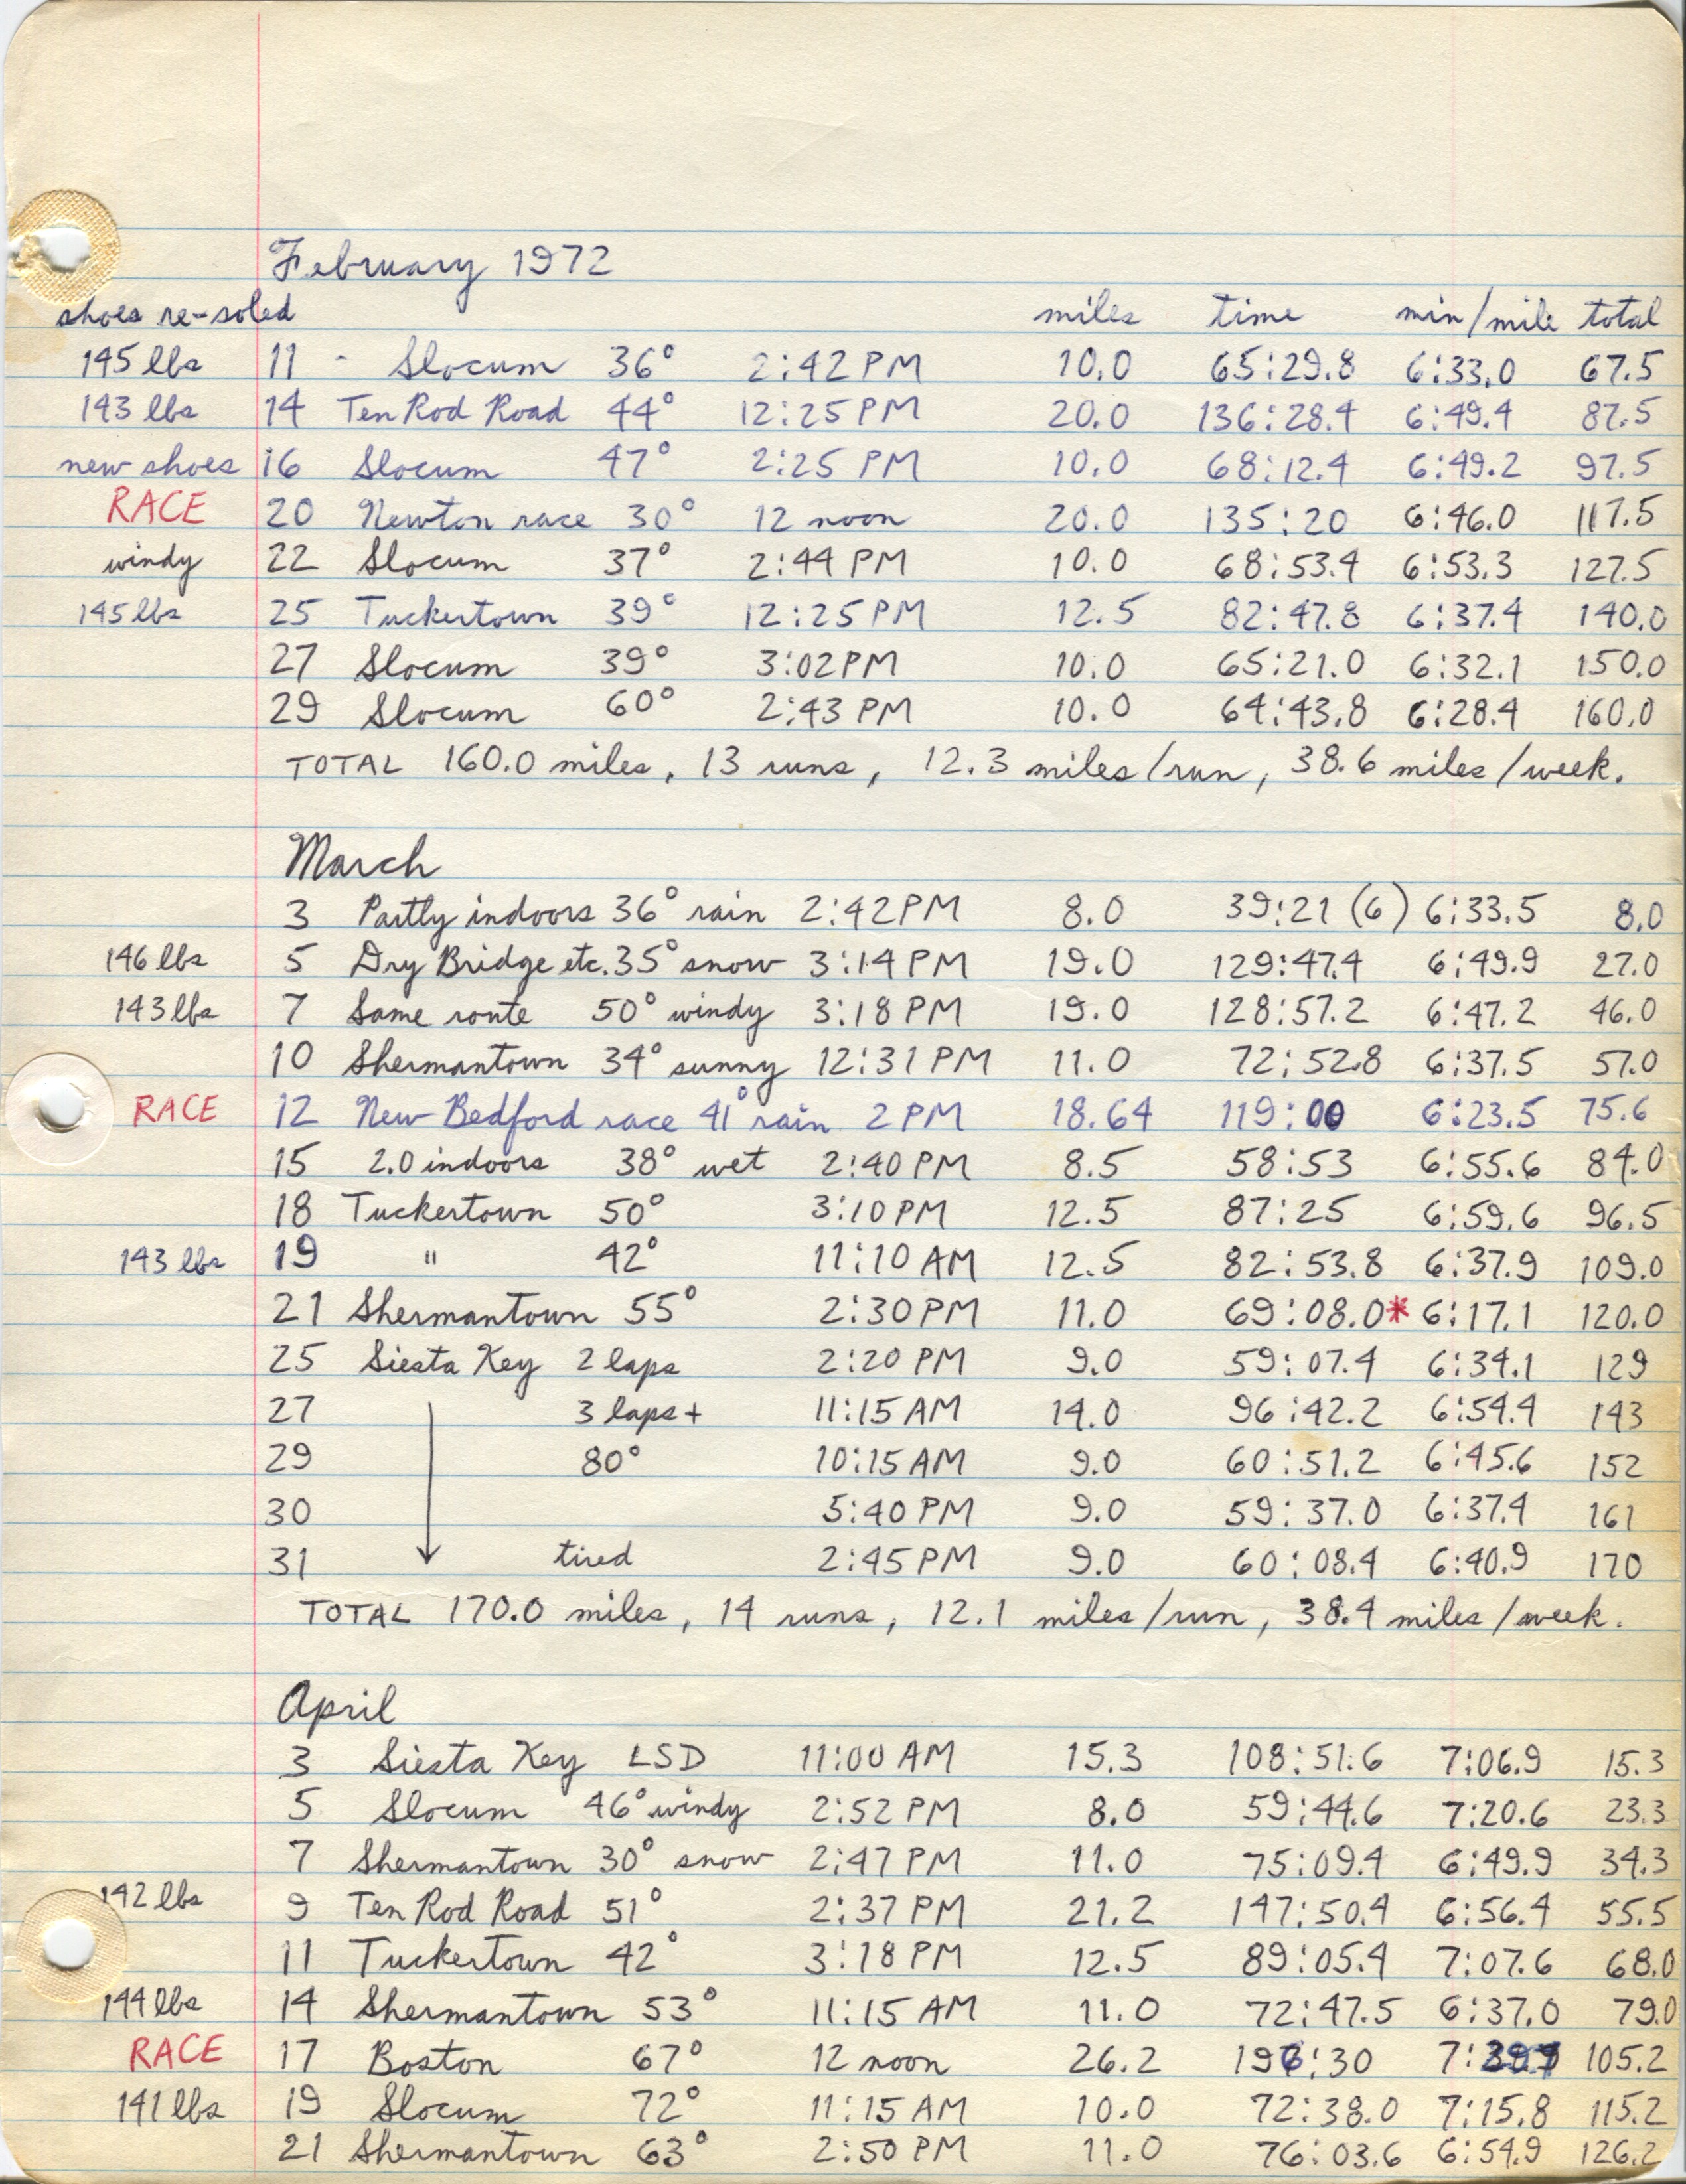 February 1972
shoes re-soled miles time min/mile total
145 lbs 11 - Slocum 36° 2:42 PM 10.0 65:29.8 6:33.0 67.5
143 lbs 14 Ten Rod Road 44° 12:25 PM 20.0 136:28.4 6:49.4 87.5
new shoes 16 Slocum 47° 2:25 PM 10.0 68:12.4 6:49.2 97.5
RACE 20 Newton race 30° 12 noon 20.0 135:20 6:46.0 117.5
windy 22 Slocum 37° 2:44 PM 10.0 68:53.4 6:53.3 127.5
145 lbs 25 Tuckertown 39° 12:25 PM 12.5 82:47.8 6:37.4 140.0
27 Slocum 39° 3:02 PM 10.0 65:21.0 6:32.1 150.0
29 Slocum 60° 2:43 PM 10.0 64:43.8 6:28.4 160.0
TOTAL 160.0 miles, 13 runs, 12.3 miles/run, 38.6 miles/week.
March
3 Partly indoors 36° rain 2:42 PM 8.0 39:21 (6) 6:33.5 8.0
146 lbs 5 Dry Bridge etc. 35° snow 3:14 PM 19.0 129:47.4 6:49.9 27.0
143 lbs 7 Same route 50° windy 3:18 PM 19.0 128:57.2 6:47.2 46.0
10 Shermantown 34° sunny 12:31 PM 11.0 72:52.8 6:37.5 57.0
RACE 12 New Bedford race 41° rain 2 PM 18.64 119:00 6:23.5 75.6
15 2.0 indoors 38° wet 2:40 PM 8.5 58:53 6:55.6 84.0
18 Tuckertown 50° 3:10 PM 12.5 87:25 6:59.6 96.5
143 lbs 19 " 42° 11:10 AM 12.5 82:53.8 6:37.9 109.0
21 Shermantown 55° 2:30 PM 11.0 69:08.0* 6:17.1 120.0
25 Siesta Key 2 laps 2:20 PM 9.0 59:07.4 6:34.1 129
27 3 laps + 11:15 AM 14.0 96:42.2 6:54.4 143
29 80° 10:15 AM 9.0 60:51.2 6:45.6 152
30 5:40 PM 9.0 59:37.0 6:37.4 161
31 tired 2:45 PM 9.0 60:08.4 6:40.9 170
TOTAL 170.0 miles, 14 runs, 12.1 miles/run, 38.4 miles/week.
April
3 Siesta Key LSD 11:00 AM 15.3 108:51.6 7:06.9 15.3
5 Slocum 46° windy 2:52 PM 8.0 59:44.6 7:20.6 23.3
7 Shermantown 30° snow 2:47 PM 11.0 75:09.4 6:49.9 34.3
142 lbs 9 Ten Rod Road 51° 2:37 PM 21.2 147:50.4 6:56.4 55.5
11 Tuckertown 42° 3:18 PM 12.5 89:05.4 7:07.6 68.0
144 lbs 14 Shermantown 53° 11:15 AM 11.0 72:47.5 6:37.0 79.0
RACE 17 Boston 67° 12 noon 26.2 196:30 105.2
141 lbs 19 Slocum 72° 11:15 AM 10.0 72:38.0 7:15.8 115.2
21 Shermantown 63° 2:50 PM 11.0 76:03.6 6:54.9 126.2